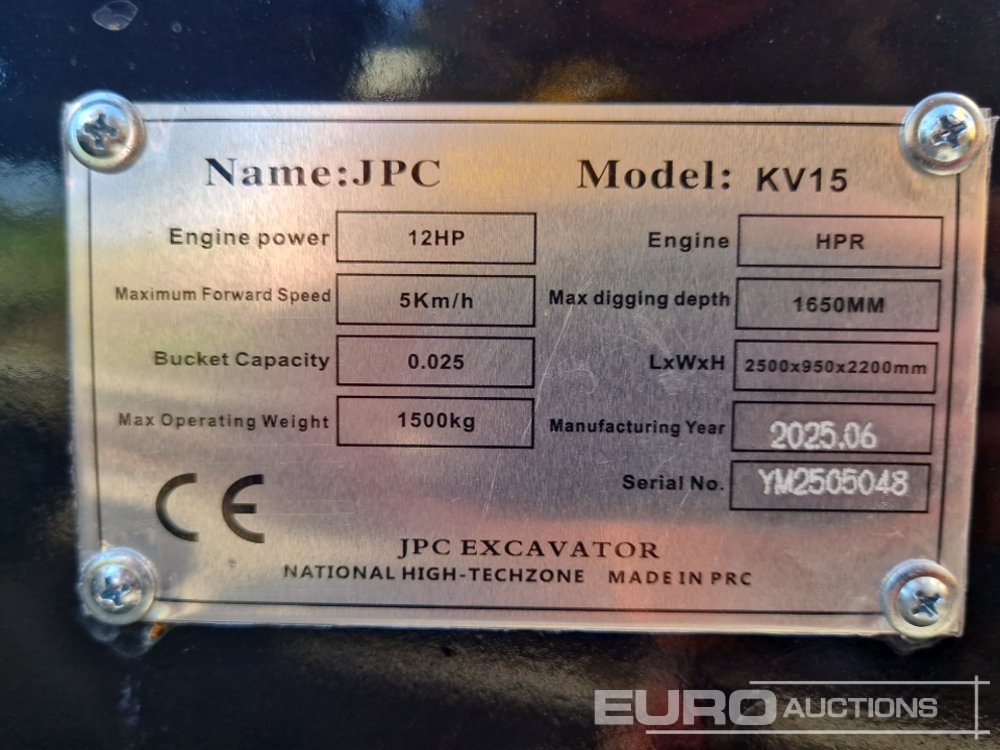 Name:JPC Model: KV15
Engine power 12HP Engine HPR
Maximum Forward Speed 5Km/h Max digging depth 1650MM
Bucket Capacity 0.025 LxWxH 2500x950x2200mm
Max Operating Weight 1500kg Manufacturing Year 2025.06
Serial No. YM2505048
CE
JPC EXCAVATOR
NATIONAL HIGH-TECHZONE MADE IN PRC
EURO AUCTIONS